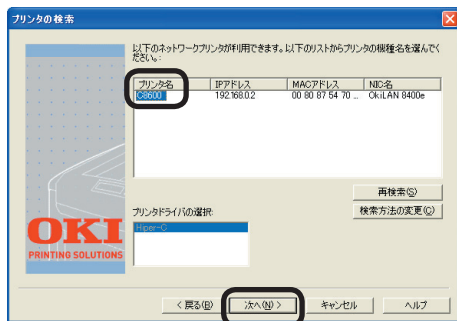 プリンタの検索
以下のネットワークプリンタが利用できます。以下のリストからプリンタの機種名を選んでく
ださい。:
プリンタ名 IPアドレス MACアドレス NIC名
C8600 192.168.0.2 00 80 87 54 70 ... OkiLAN 8400e
再検索(S)
プリンタドライバの選択: 検索方法の変更(C)
Hiper-C
OKI
PRINTING SOLUTIONS
< 戻る(B) 次へ(N) > キャンセル ヘルプ